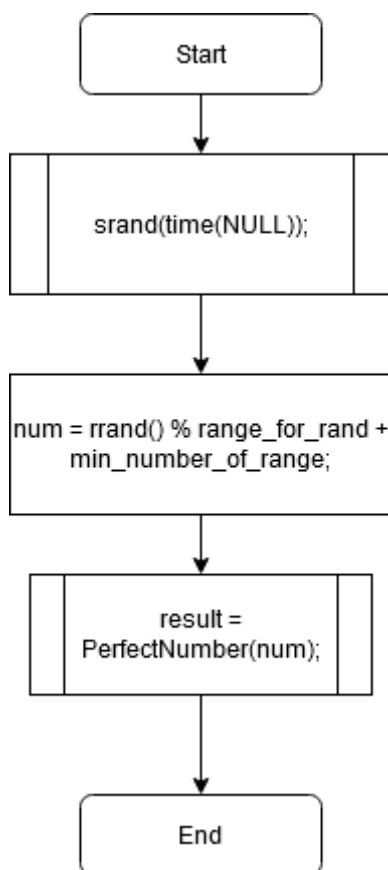 Start
srand(time(NULL));
num = rrand() % range_for_rand +
min_number_of_range;
result =
PerfectNumber(num);
End